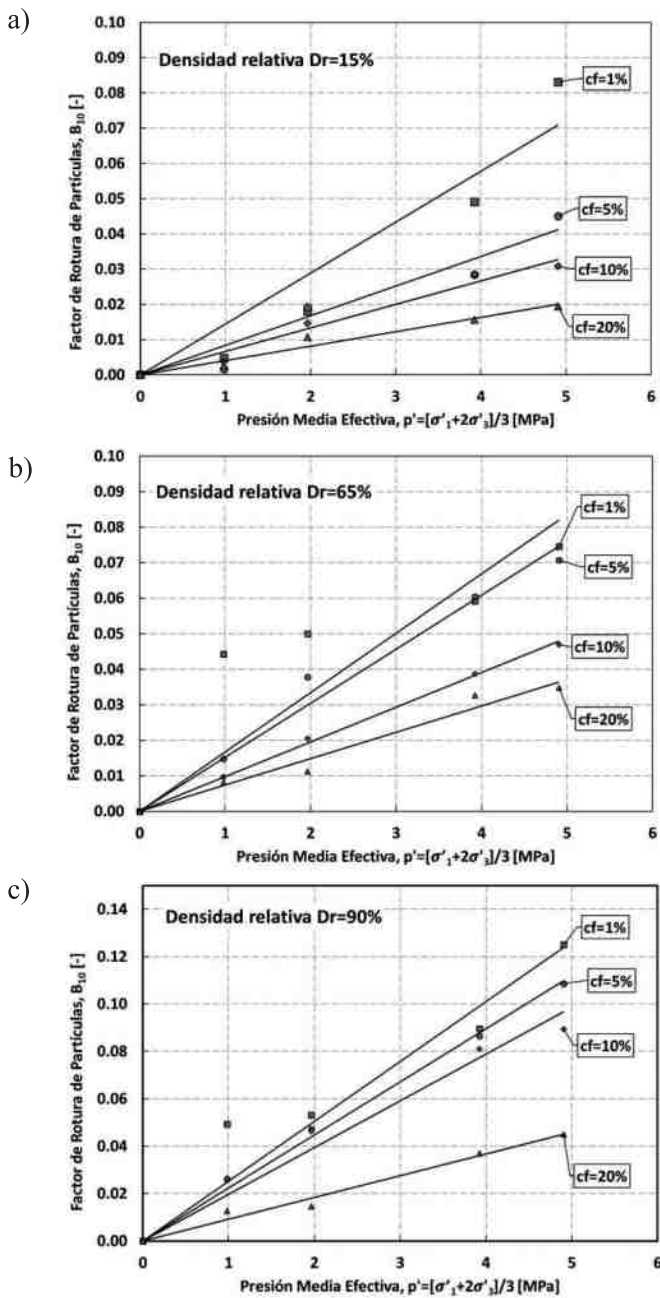 a)
Densidad relativa Dr=15%
Factor de Rotura de Partículas, B₁₀ [-]
0.10
0.09
0.08
0.07
0.06
0.05
0.04
0.03
0.02
0.01
0.00
cf=1%
cf=5%
cf=10%
cf=20%
0 1 2 3 4 5 6
Presión Media Efectiva, p'=[σ'₁+2σ'₃]/3 [MPa]
b)
Densidad relativa Dr=65%
Factor de Rotura de Partículas, B₁₀ [-]
0.10
0.09
0.08
0.07
0.06
0.05
0.04
0.03
0.02
0.01
0.00
cf=1%
cf=5%
cf=10%
cf=20%
0 1 2 3 4 5 6
Presión Media Efectiva, p'=[σ'₁+2σ'₃]/3 [MPa]
c)
Densidad relativa Dr=90%
Factor de Rotura de Partículas, B₁₀ [-]
0.14
0.12
0.10
0.08
0.06
0.04
0.02
0.00
cf=1%
cf=5%
cf=10%
cf=20%
0 1 2 3 4 5 6
Presión Media Efectiva, p'=[σ'₁+2σ'₃]/3 [MPa]